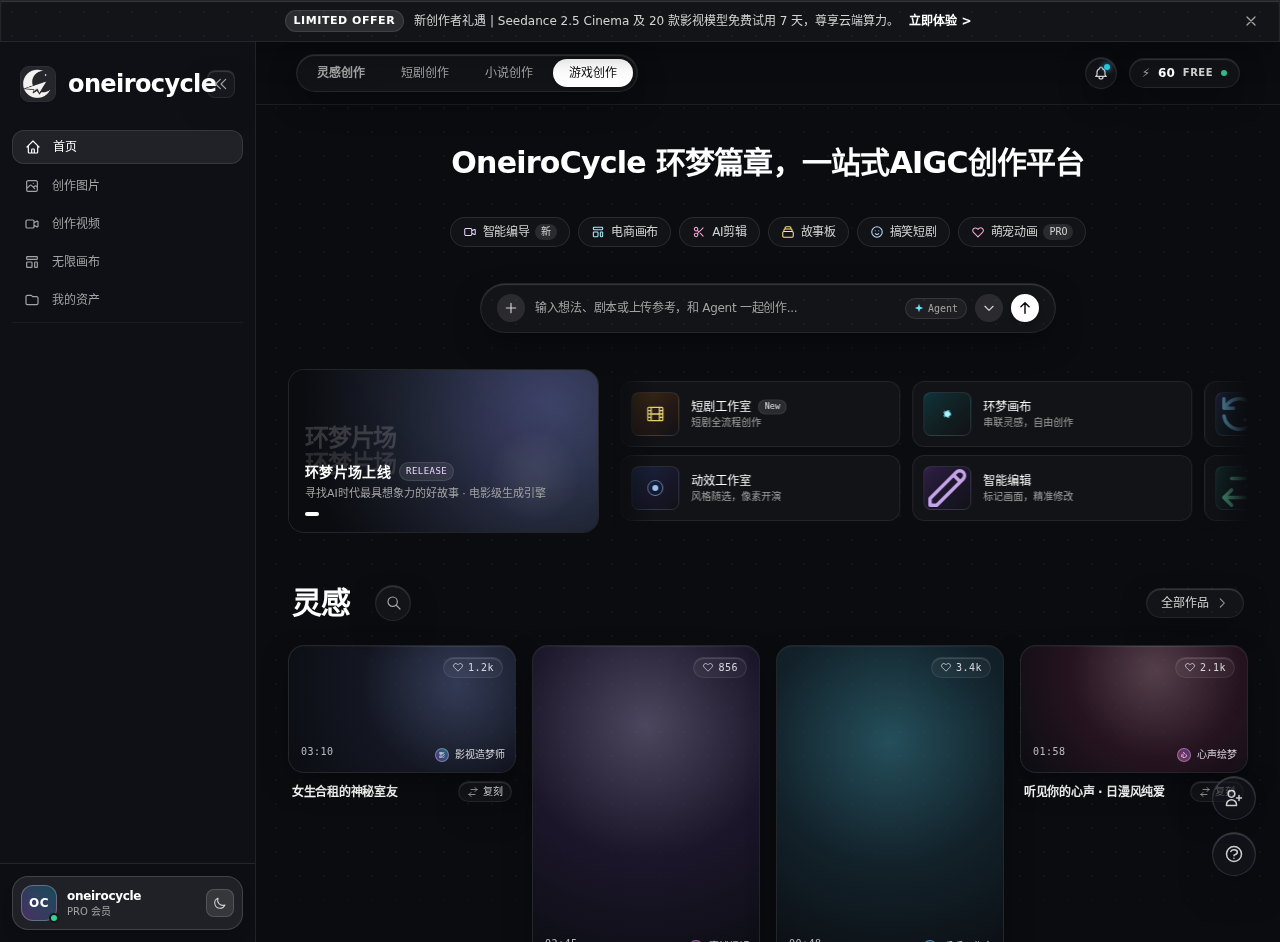 LIMITED OFFER 新创作者礼遇 | Seedance 2.5 Cinema 及 20 款影视模型免费试用 7 天，尊享云端算力。 立即体验 >
oneirocycle
灵感创作 短剧创作 小说创作 游戏创作
60 FREE
首页
创作图片
创作视频
无限画布
我的资产
OneiroCycle 环梦篇章，一站式AIGC创作平台
智能编导 新 电商画布 AI剪辑 故事板 搞笑短剧 萌宠动画 PRO
输入想法、剧本或上传参考，和 Agent 一起创作... Agent
环梦片场
环梦片场
环梦片场上线 RELEASE
寻找AI时代最具想象力的好故事 · 电影级生成引擎
短剧工作室 New
短剧全流程创作
环梦画布
串联灵感，自由创作
动效工作室
风格随选，像素开演
智能编辑
标记画面，精准修改
灵感
全部作品
1.2k
03:10
影 影视造梦师
女生合租的神秘室友
复刻
856
3.4k
2.1k
01:58
心 心声绘梦
听见你的心声 · 日漫风纯爱
OC
oneirocycle
PRO 会员